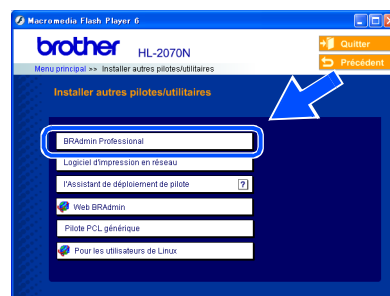 Macromedia Flash Player 6
brother HL-2070N
Quitter
Menu principal >> Installer autres pilotes/utilitaires
Précédent
Installer autres pilotes/utilitaires
BRAdmin Professional
Logiciel d'impression en réseau
l'Assistant de déploiement de pilote ?
Web BRAdmin
Pilote PCL générique
Pour les utilisateurs de Linux